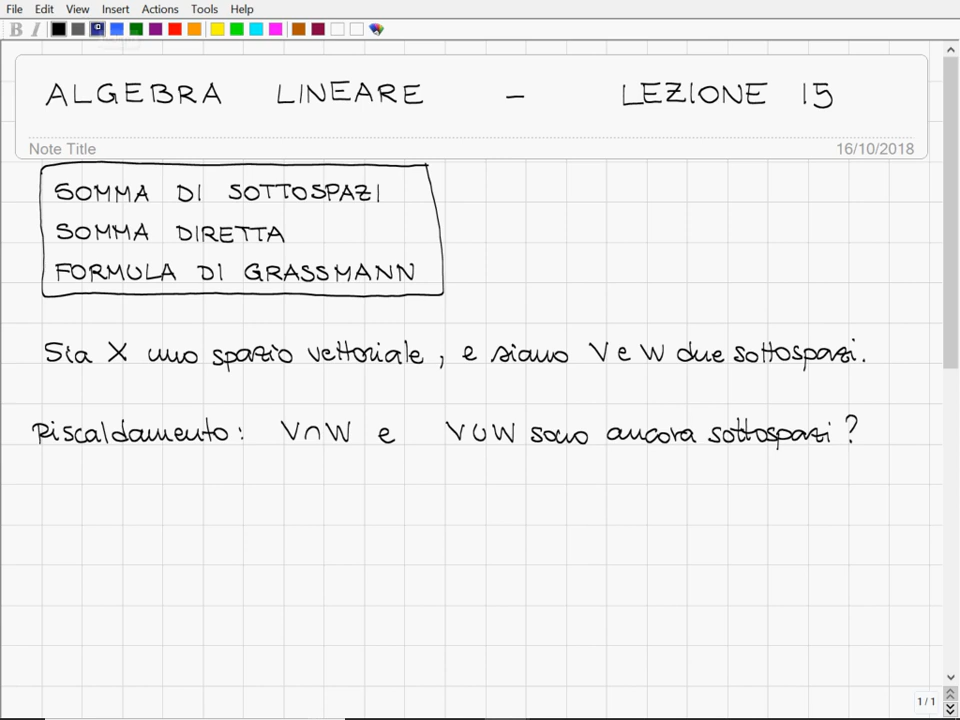 File Edit View Insert Actions Tools Help
B I
ALGEBRA LINEARE - LEZIONE 15
Note Title 16/10/2018
SOMMA DI SOTTOSPAZI
SOMMA DIRETTA
FORMULA DI GRASSMANN
Sia X uno spazio vettoriale, e siano V e W due sottospazi.
Riscaldamento: V∩W e V∪W sono ancora sottospazi?
1/1